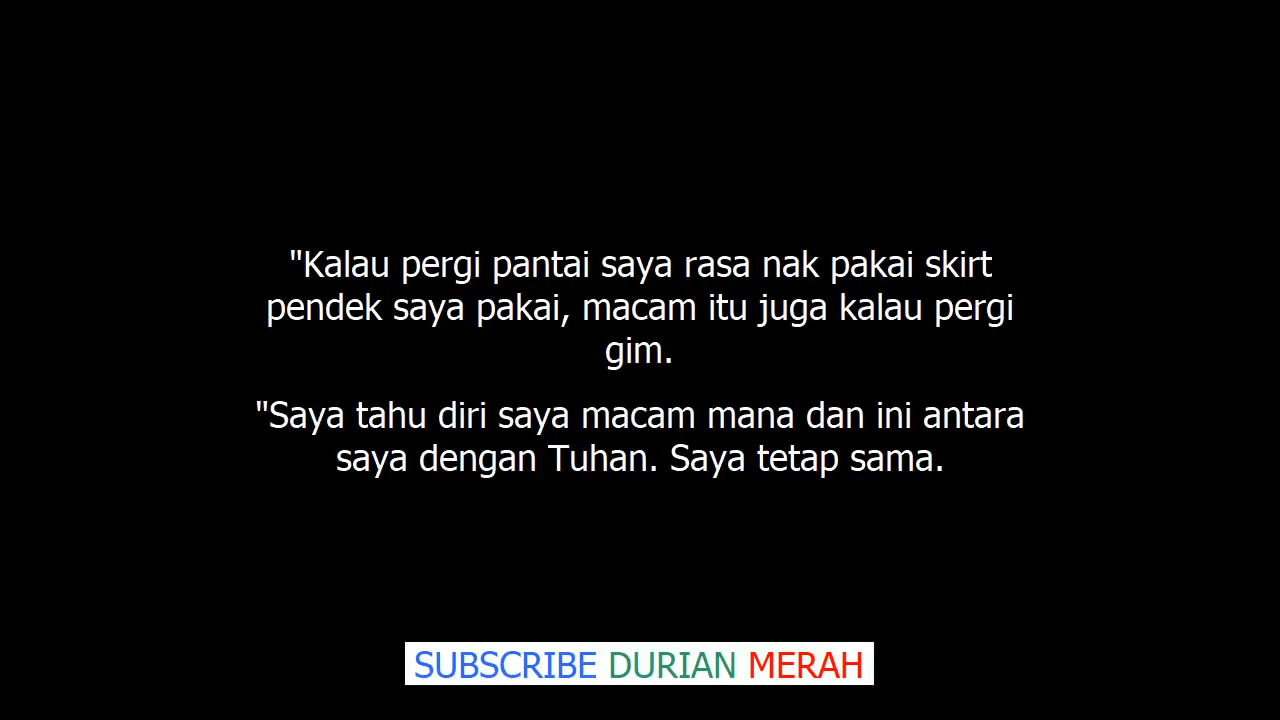 "Kalau pergi pantai saya rasa nak pakai skirt
pendek saya pakai, macam itu juga kalau pergi
gim.
"Saya tahu diri saya macam mana dan ini antara
saya dengan Tuhan. Saya tetap sama.
SUBSCRIBE DURIAN MERAH